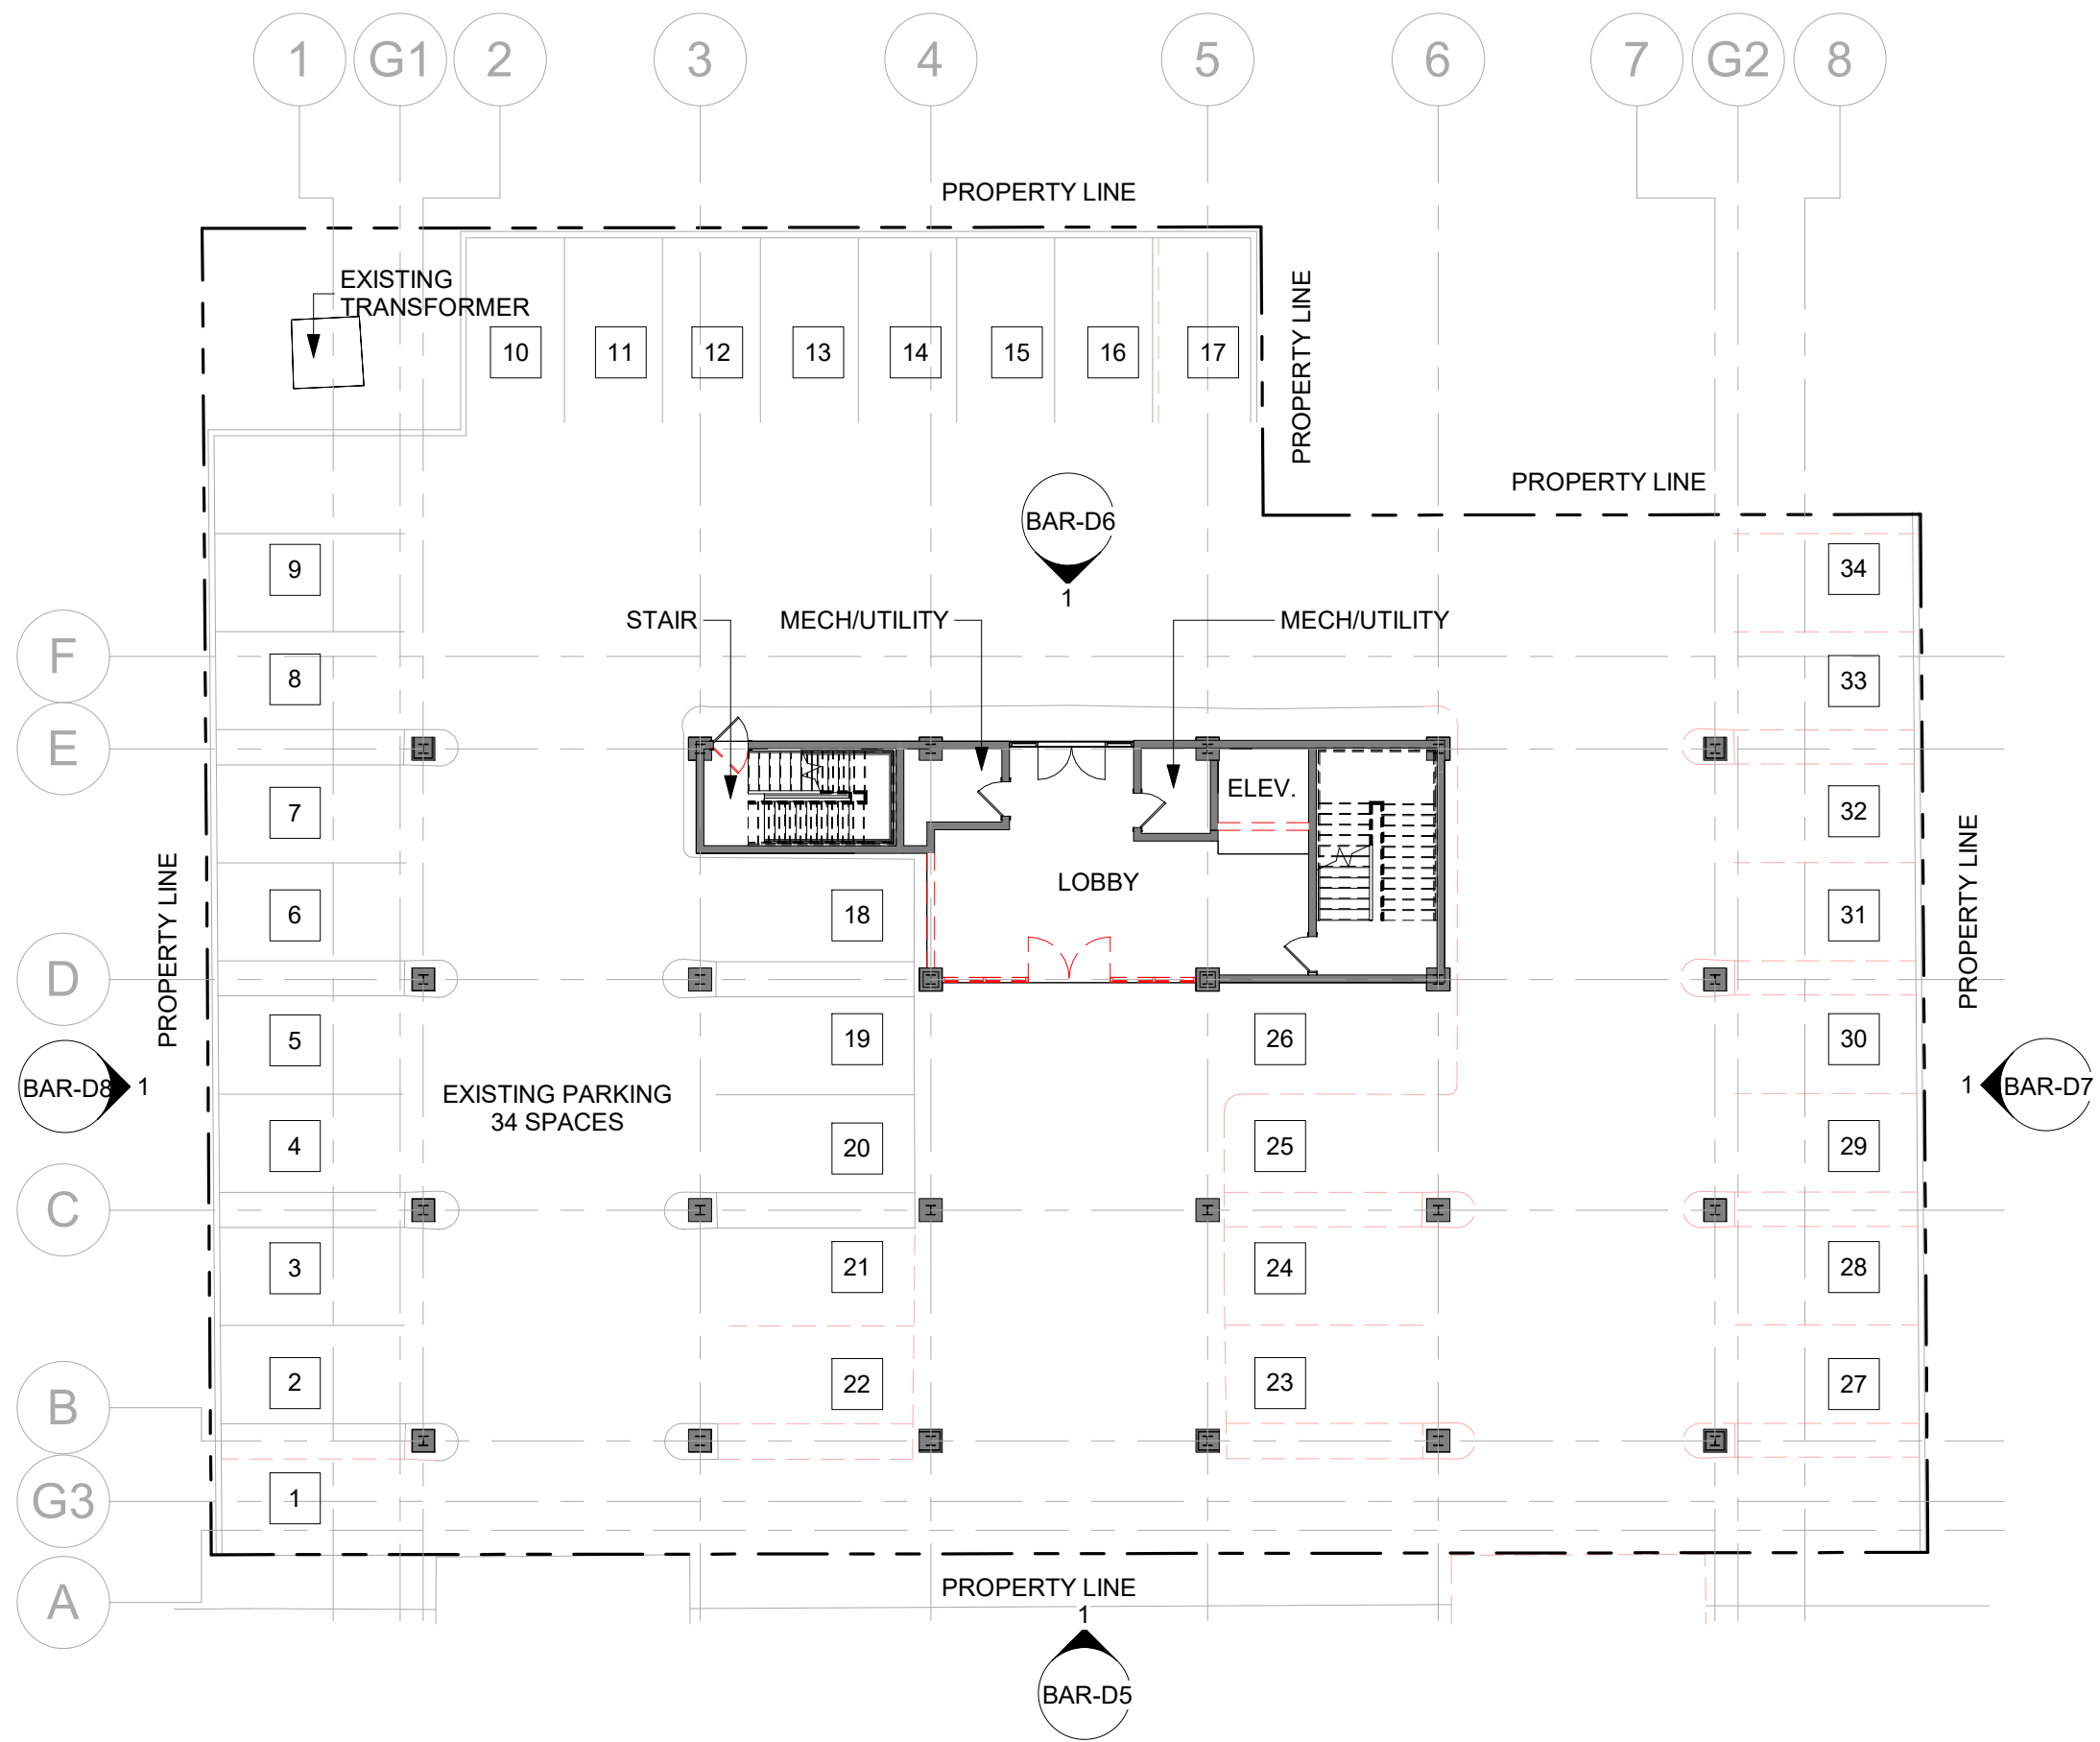 1
G1
2
3
4
5
6
7
G2
8
PROPERTY LINE
EXISTING
TRANSFORMER
PROPERTY LINE
10
11
12
13
14
15
16
17
PROPERTY LINE
BAR-D6
1
9
34
STAIR
MECH/UTILITY
MECH/UTILITY
F
8
33
E
ELEV.
7
32
PROPERTY LINE
PROPERTY LINE
LOBBY
6
18
31
D
5
19
26
30
BAR-D8
1
EXISTING PARKING
34 SPACES
1
BAR-D7
4
20
25
29
C
3
21
24
28
2
22
23
27
B
G3
1
A
PROPERTY LINE
1
BAR-D5